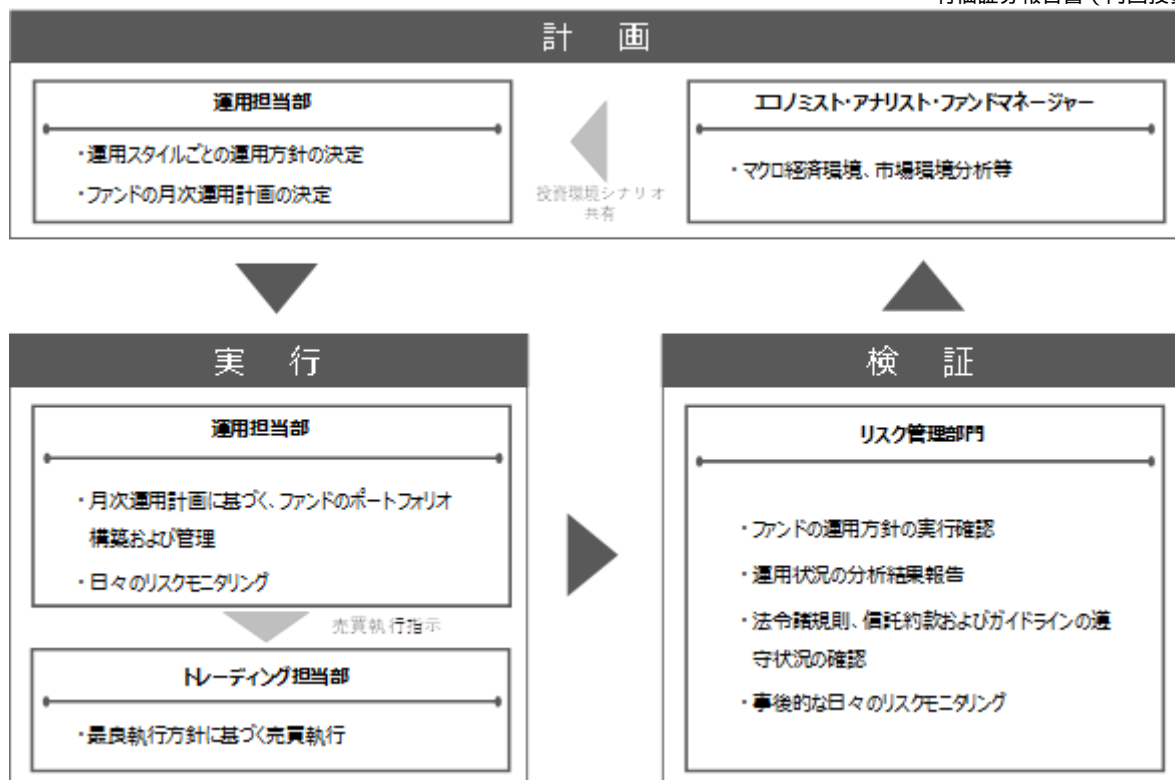 計 画
運用担当部
・運用スタイルごとの運用方針の決定
・ファンドの月次運用計画の決定
投資環境シナリオ
共有
エコノミスト・アナリスト・ファンドマネージャー
・マクロ経済環境、市場環境分析等
実 行
運用担当部
・月次運用計画に基づく、ファンドのポートフォリオ
構築および管理
・日々のリスクモニタリング
売買執行指示
トレーディング担当部
・最良執行方針に基づく売買執行
検 証
リスク管理部門
・ファンドの運用方針の実行確認
・運用状況の分析結果報告
・法令諸規則、信託約款およびガイドラインの遵
守状況の確認
・事後的な日々のリスクモニタリング